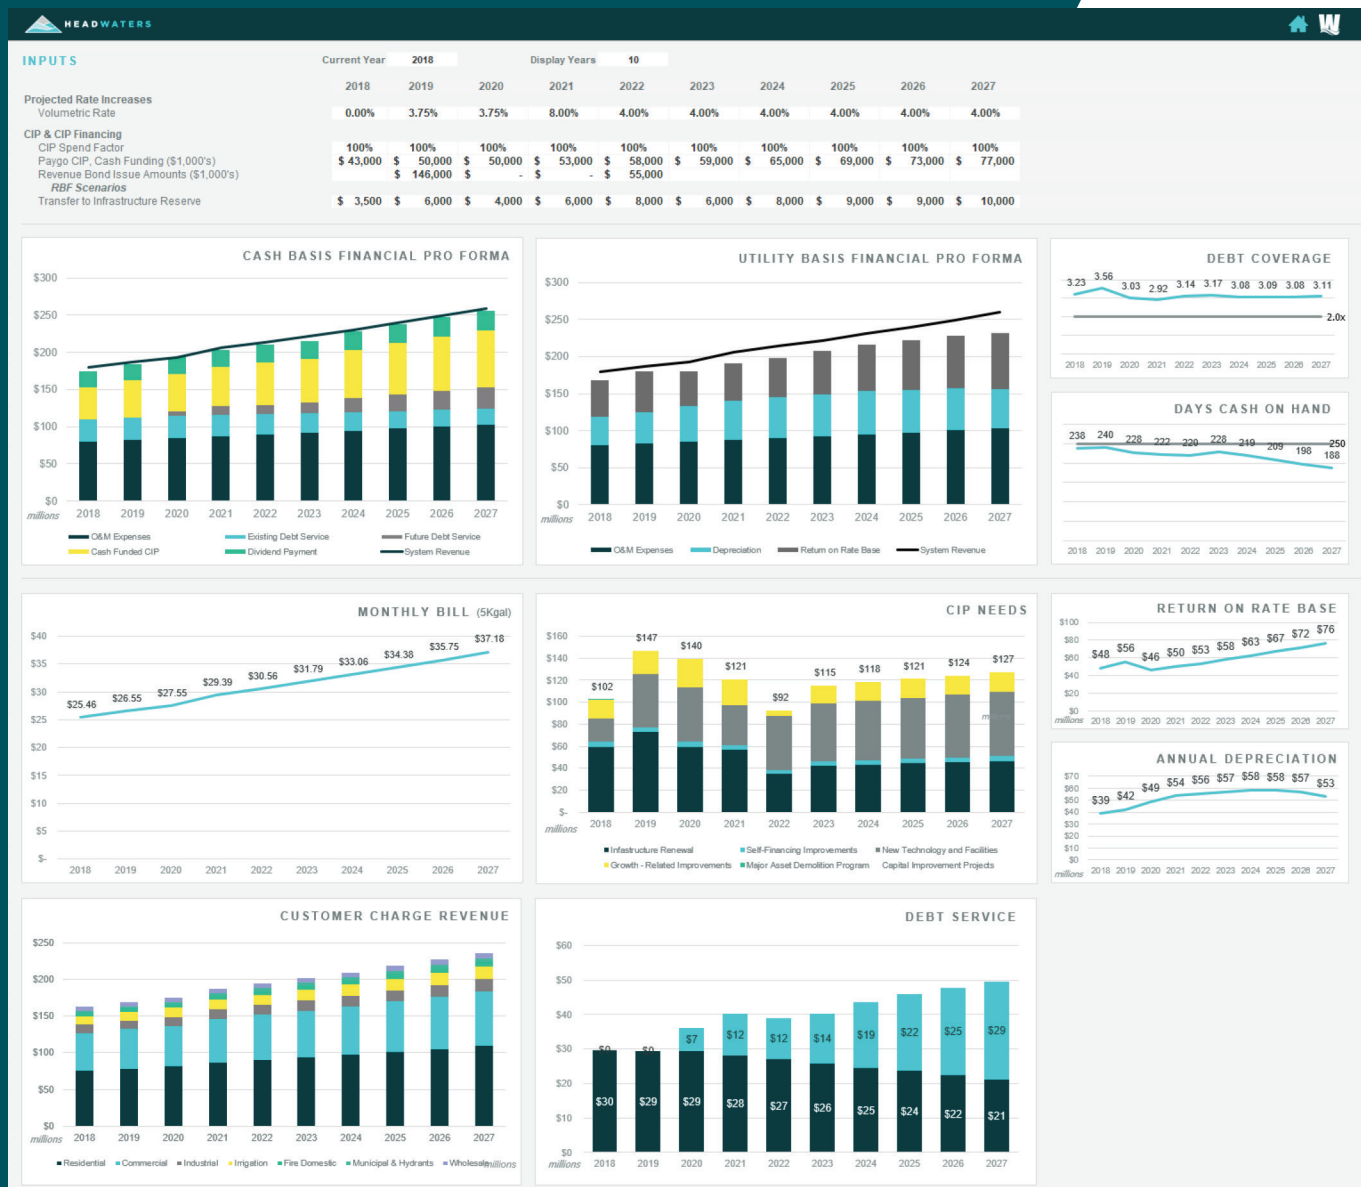 HEADWATERS
W
INPUTS
Current Year 2018 Display Years 10
2018 2019 2020 2021 2022 2023 2024 2025 2026 2027
Projected Rate Increases
Volumetric Rate 0.00% 3.75% 3.75% 8.00% 4.00% 4.00% 4.00% 4.00% 4.00% 4.00%
CIP & CIP Financing
CIP Spend Factor 100% 100% 100% 100% 100% 100% 100% 100% 100% 100%
Paygo CIP, Cash Funding ($1,000's) $ 43,000 $ 50,000 $ 50,000 $ 53,000 $ 58,000 $ 59,000 $ 65,000 $ 69,000 $ 73,000 $ 77,000
Revenue Bond Issue Amounts ($1,000's) $ 146,000 $ - $ - $ 55,000
RBF Scenarios
Transfer to Infrastructure Reserve $ 3,500 $ 6,000 $ 4,000 $ 6,000 $ 8,000 $ 6,000 $ 8,000 $ 9,000 $ 9,000 $ 10,000
CASH BASIS FINANCIAL PRO FORMA
$300
$250
$200
$150
$100
$50
$0
millions
2018 2019 2020 2021 2022 2023 2024 2025 2026 2027
O&M Expenses Existing Debt Service Future Debt Service
Cash Funded CIP Dividend Payment System Revenue
UTILITY BASIS FINANCIAL PRO FORMA
$300
$250
$200
$150
$100
$50
$0
millions
2018 2019 2020 2021 2022 2023 2024 2025 2026 2027
O&M Expenses Depreciation Return on Rate Base System Revenue
DEBT COVERAGE
3.23 3.56 3.03 2.92 3.14 3.17 3.08 3.09 3.08 3.11
2.0x
2018 2019 2020 2021 2022 2023 2024 2025 2026 2027
DAYS CASH ON HAND
238 240 228 222 220 228 219 209 198 188
250
2018 2019 2020 2021 2022 2023 2024 2025 2026 2027
MONTHLY BILL (5Kgal)
$40
$35
$30
$25
$20
$15
$10
$5
$-
$25.46 $26.55 $27.55 $29.39 $30.56 $31.79 $33.06 $34.38 $35.75 $37.18
2018 2019 2020 2021 2022 2023 2024 2025 2026 2027
CIP NEEDS
$160
$140
$120
$100
$80
$60
$40
$20
$-
millions
$102 $147 $140 $121 $92 $115 $118 $121 $124 $127
2018 2019 2020 2021 2022 2023 2024 2025 2026 2027
Infastructure Renewal Self-Financing Improvements New Technology and Facilities
Growth - Related Improvements Major Asset Demolition Program Capital Improvement Projects
RETURN ON RATE BASE
$100
$80
$60
$40
$20
$0
millions
$48 $56 $46 $50 $53 $58 $63 $67 $72 $76
2018 2019 2020 2021 2022 2023 2024 2025 2026 2027
ANNUAL DEPRECIATION
$70
$60
$50
$40
$30
$20
$10
$0
millions
$39 $42 $49 $54 $56 $57 $58 $58 $57 $53
2018 2019 2020 2021 2022 2023 2024 2025 2026 2027
CUSTOMER CHARGE REVENUE
$250
$200
$150
$100
$50
$0
millions
2018 2019 2020 2021 2022 2023 2024 2025 2026 2027
Residential Commercial Industrial Irrigation Fire Domestic Municipal & Hydrants Wholesale millions
DEBT SERVICE
$60
$50
$40
$30
$20
$10
$0
millions
$0 $0 $7 $12 $12 $14 $19 $22 $25 $29
$30 $29 $29 $28 $27 $26 $25 $24 $22 $21
2018 2019 2020 2021 2022 2023 2024 2025 2026 2027